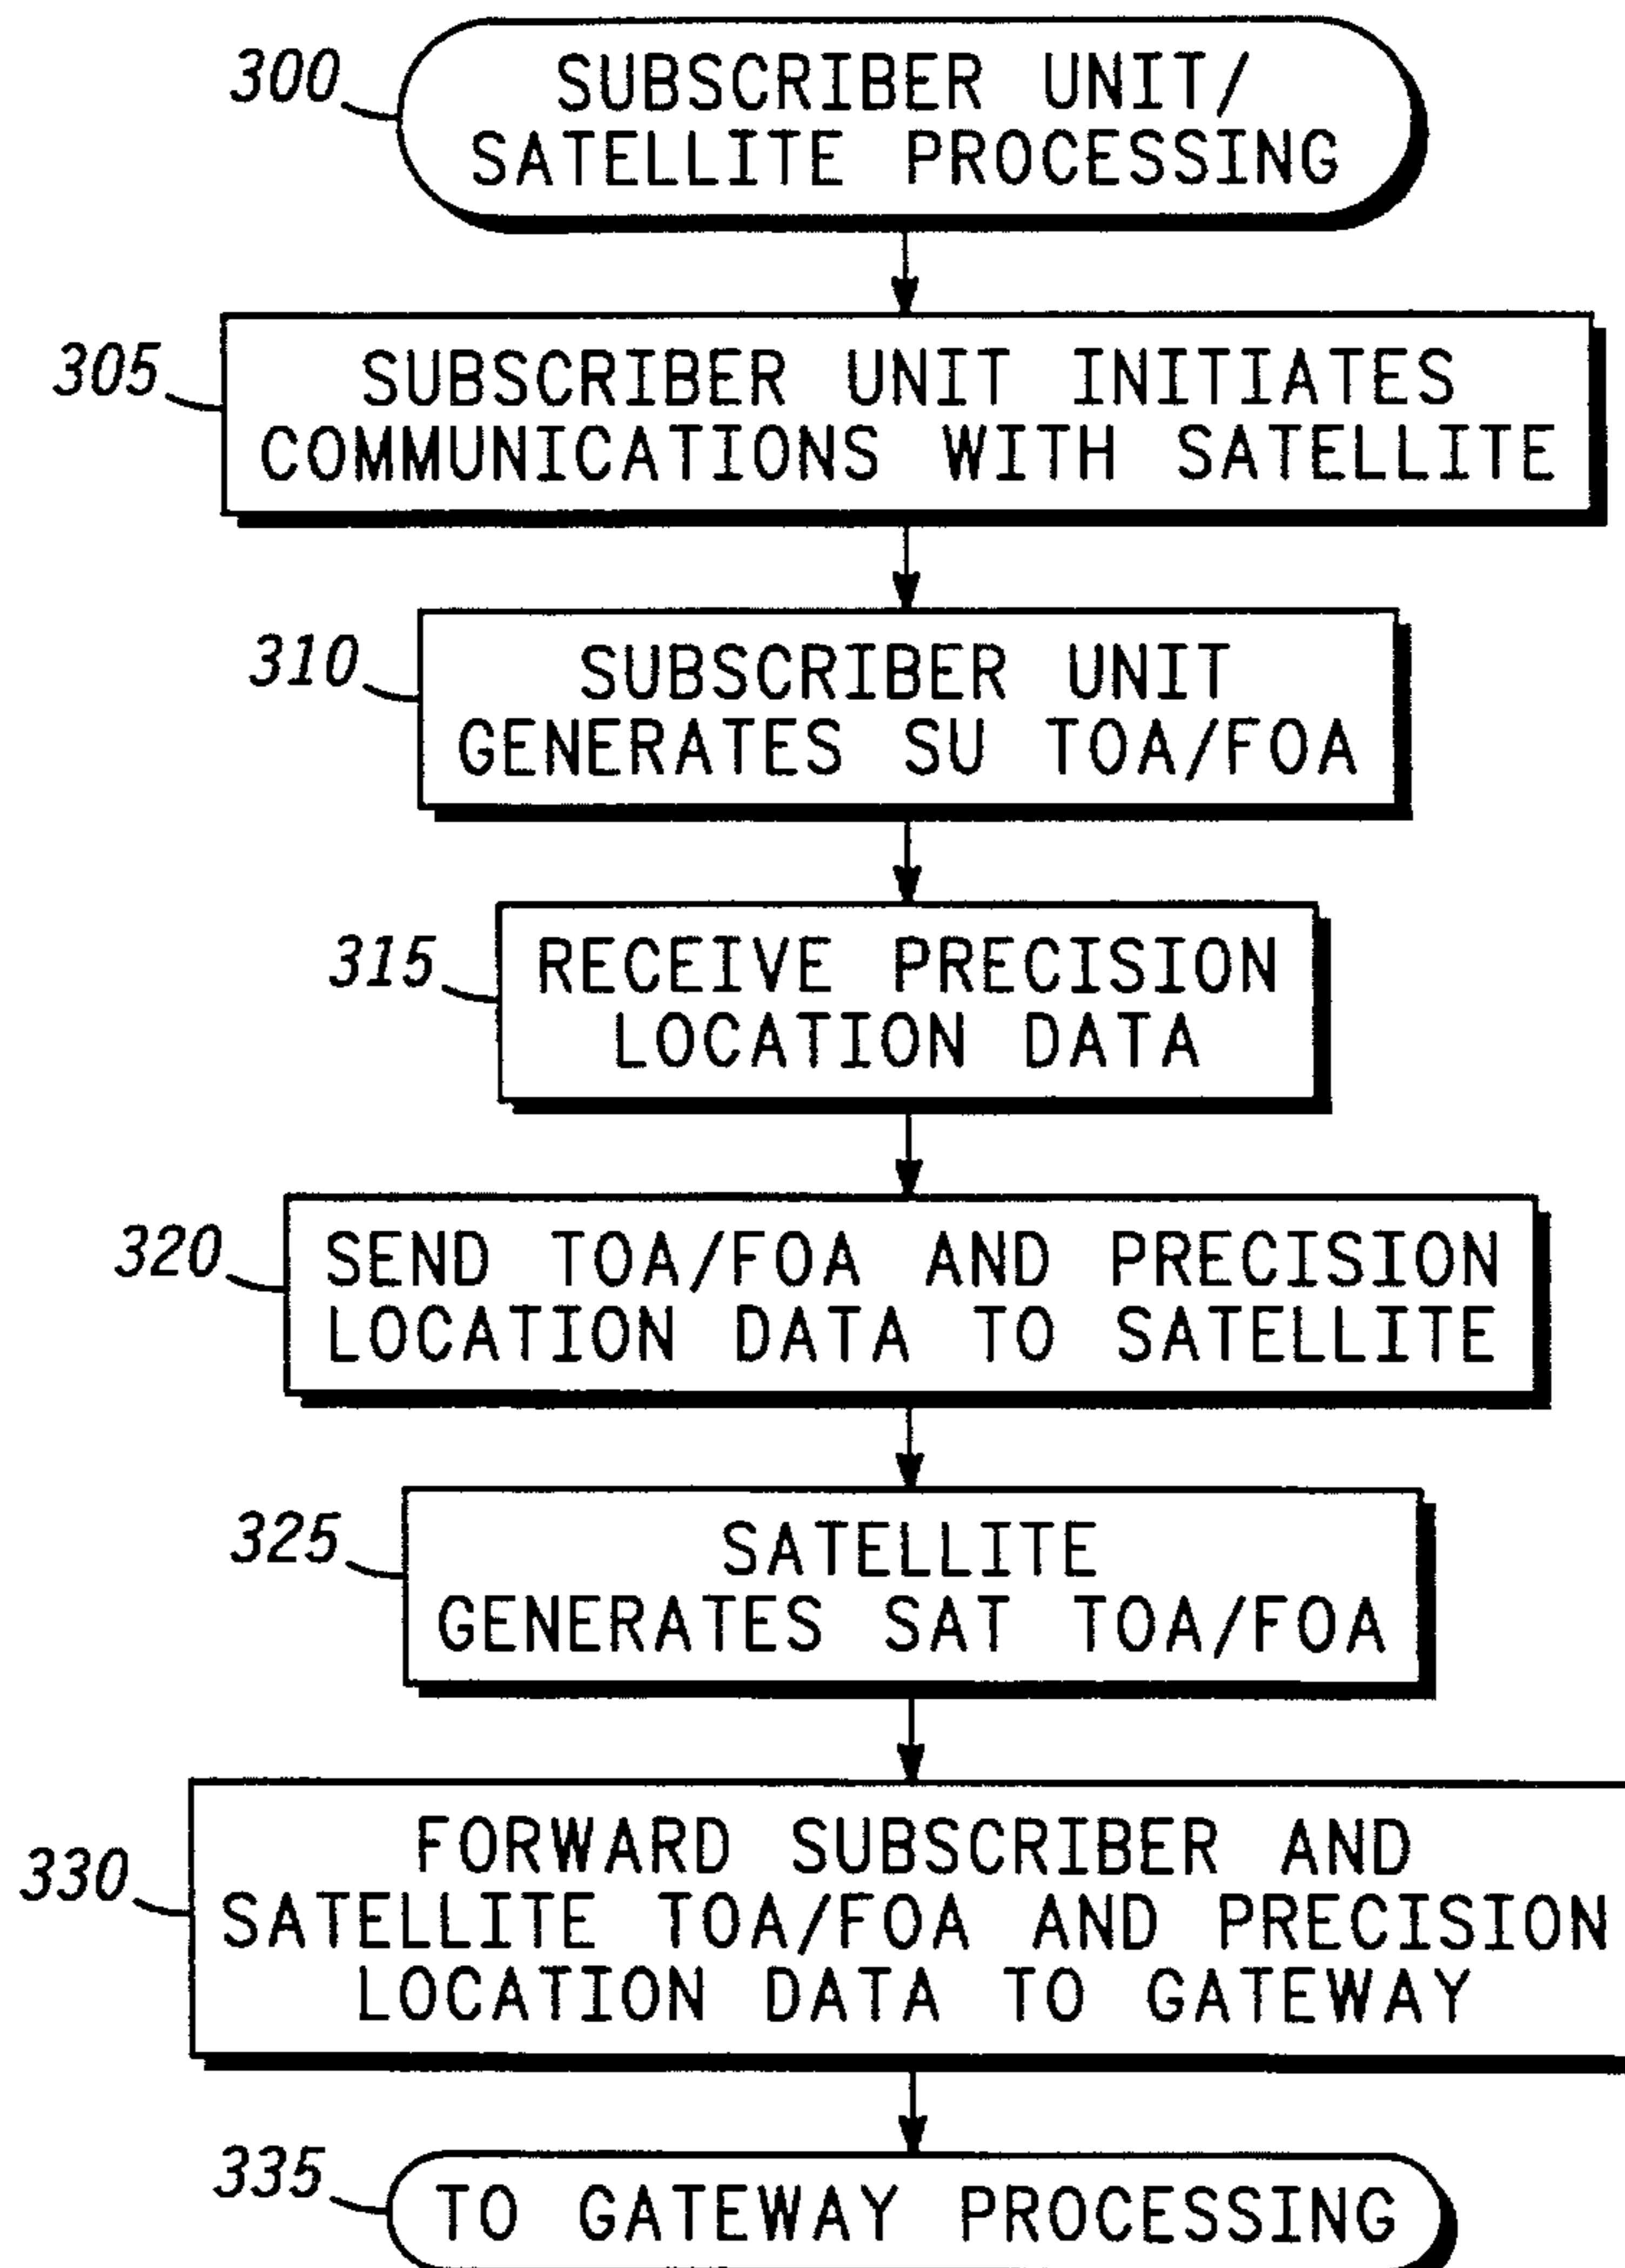 300
SUBSCRIBER UNIT/
SATELLITE PROCESSING
305
SUBSCRIBER UNIT INITIATES
COMMUNICATIONS WITH SATELLITE
310
SUBSCRIBER UNIT
GENERATES SU TOA/FOA
315
RECEIVE PRECISION
LOCATION DATA
320
SEND TOA/FOA AND PRECISION
LOCATION DATA TO SATELLITE
325
SATELLITE
GENERATES SAT TOA/FOA
330
FORWARD SUBSCRIBER AND
SATELLITE TOA/FOA AND PRECISION
LOCATION DATA TO GATEWAY
335
TO GATEWAY PROCESSING